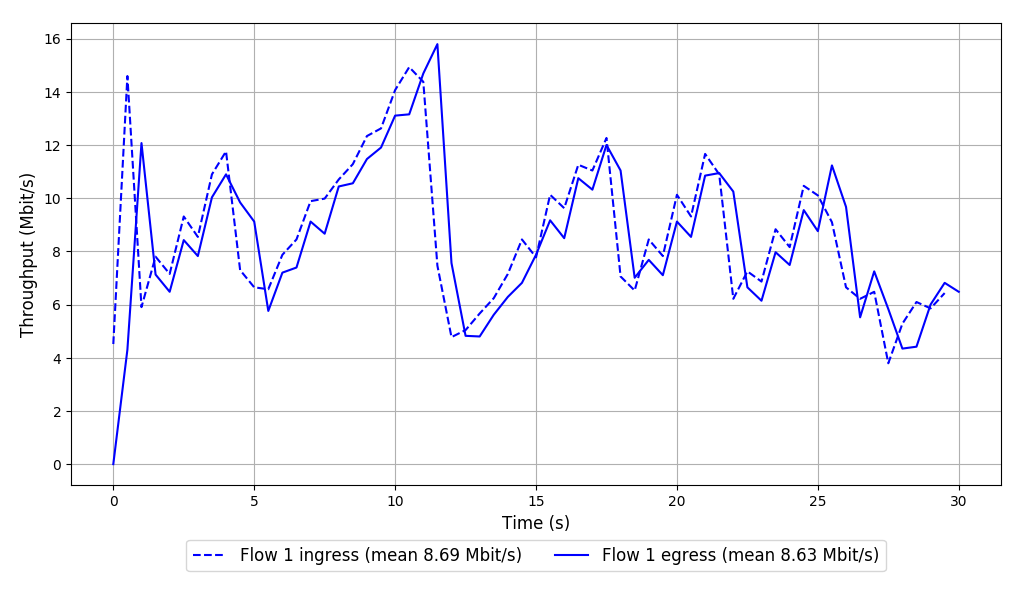 16
14
12
10
8
6
4
2
0
Throughput (Mbit/s)
0 5 10 15 20 25 30
Time (s)
Flow 1 ingress (mean 8.69 Mbit/s) Flow 1 egress (mean 8.63 Mbit/s)